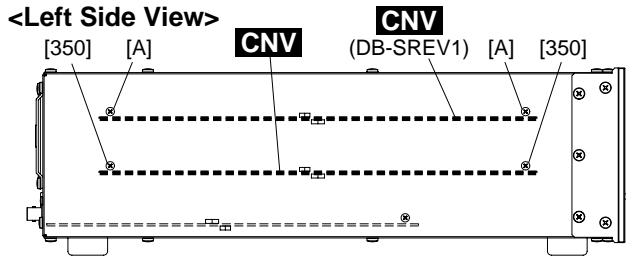 <Left Side View>
CNV
CNV
(DB-SREV1)
[350]
[A]
[A]
[350]